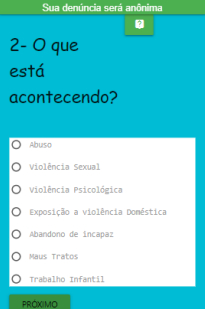 Sua denúncia será anônima
?
2- O que
está
acontecendo?
Abuso
Violência Sexual
Violência Psicológica
Exposição a violência Doméstica
Abandono de incapaz
Maus Tratos
Trabalho Infantil
PRÓXIMO